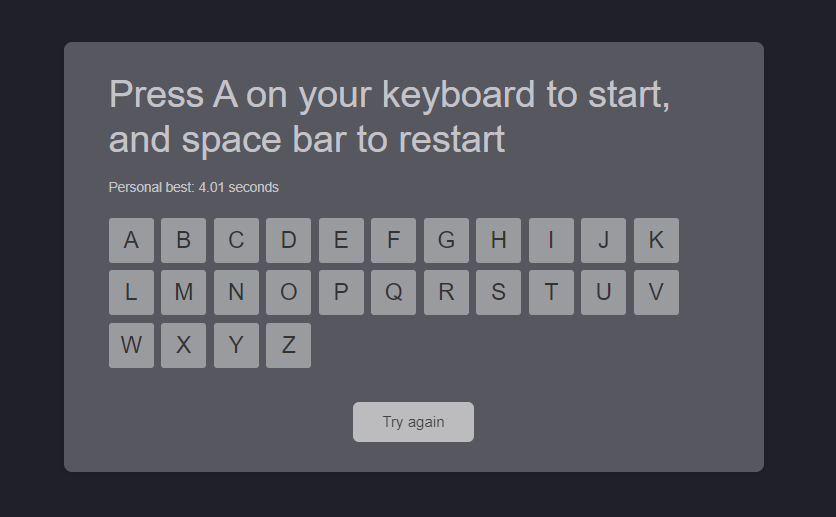 Press A on your keyboard to start,
and space bar to restart
Personal best: 4.01 seconds
A B C D E F G H I J K
L M N O P Q R S T U V
W X Y Z
Try again